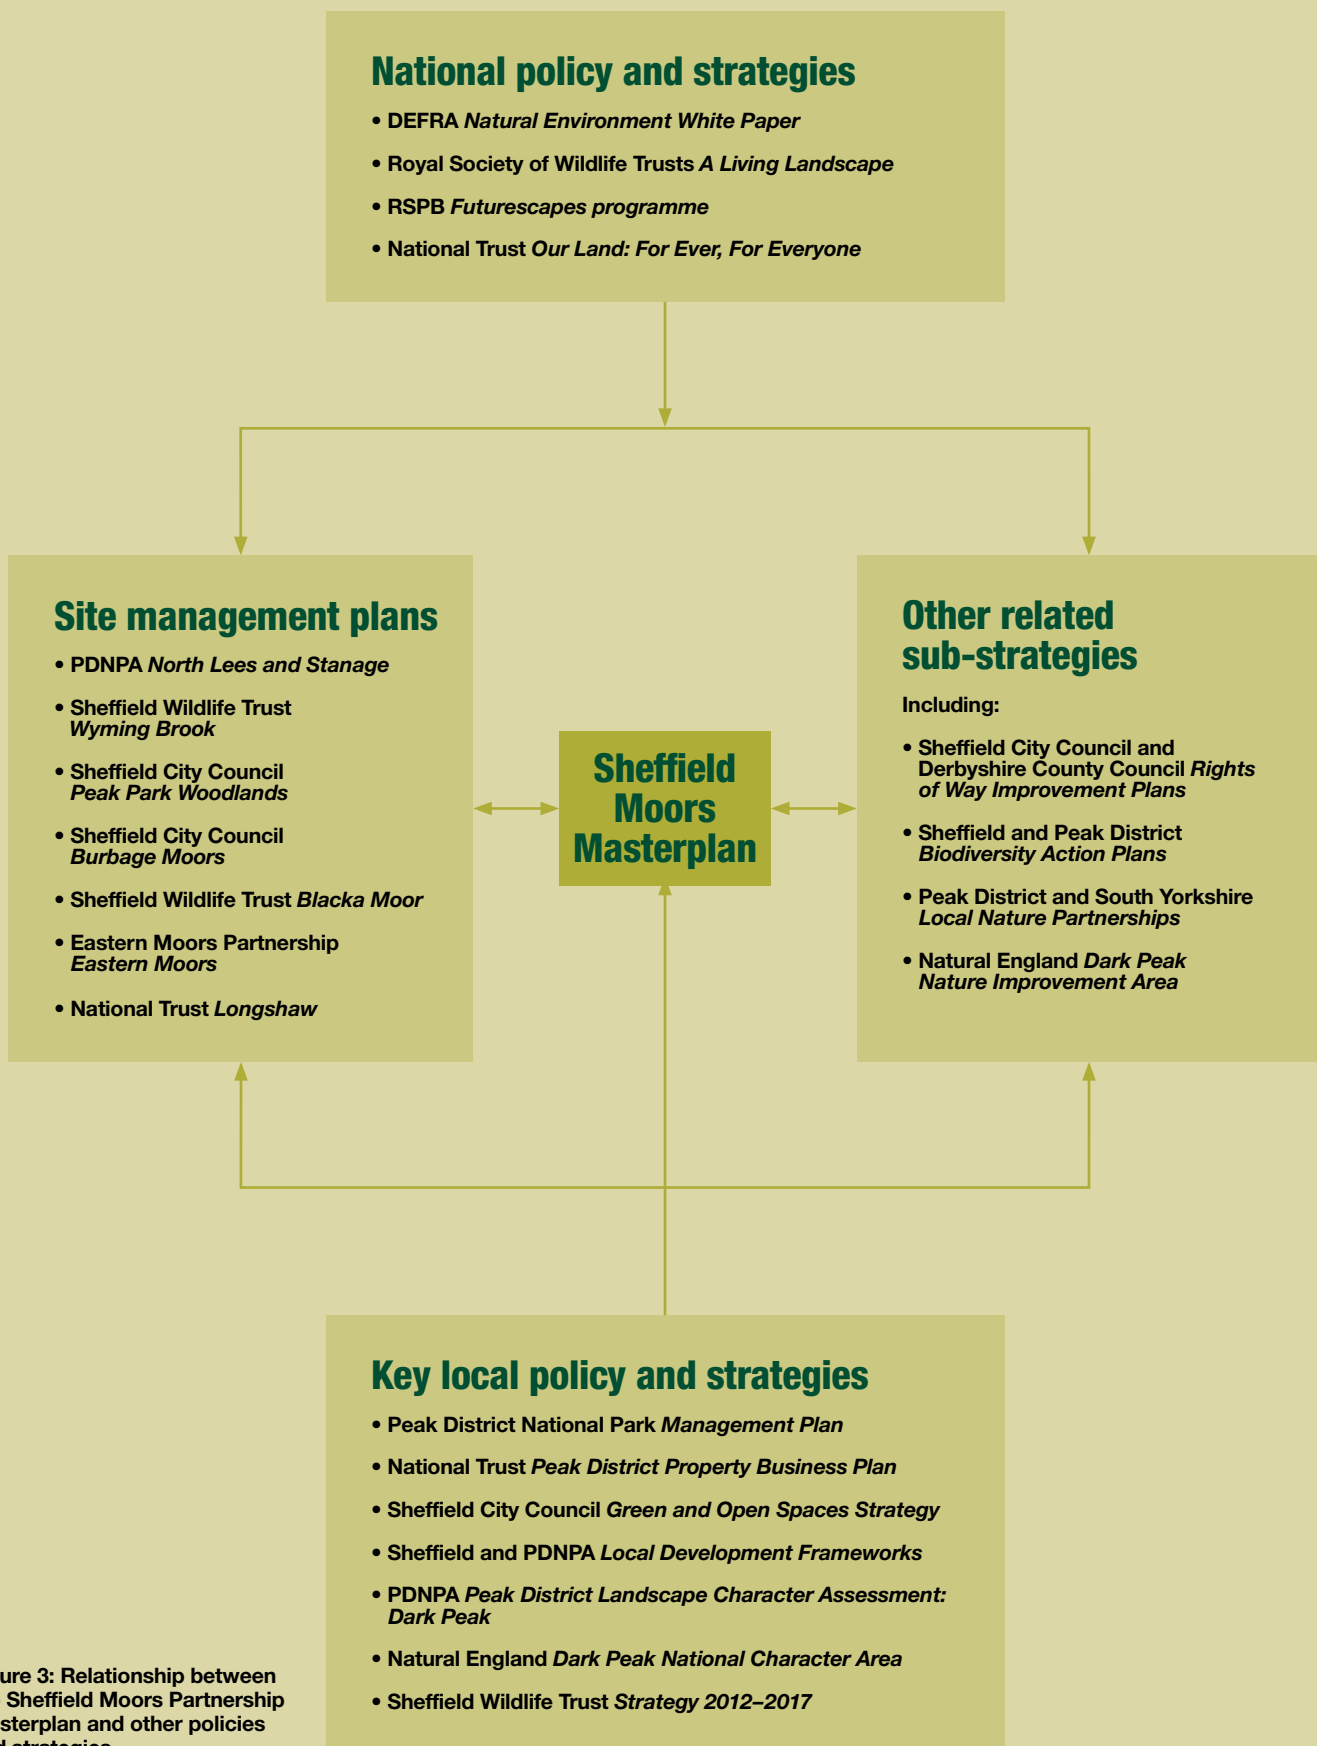 National policy and strategies
• DEFRA Natural Environment White Paper
• Royal Society of Wildlife Trusts A Living Landscape
• RSPB Futurescapes programme
• National Trust Our Land: For Ever, For Everyone
Site management plans
• PDNPA North Lees and Stanage
• Sheffield Wildlife Trust
Wyming Brook
• Sheffield City Council
Peak Park Woodlands
• Sheffield City Council
Burbage Moors
• Sheffield Wildlife Trust Blacka Moor
• Eastern Moors Partnership
Eastern Moors
• National Trust Longshaw
Sheffield
Moors
Masterplan
Other related
sub-strategies
Including:
• Sheffield City Council and
Derbyshire County Council Rights
of Way Improvement Plans
• Sheffield and Peak District
Biodiversity Action Plans
• Peak District and South Yorkshire
Local Nature Partnerships
• Natural England Dark Peak
Nature Improvement Area
Key local policy and strategies
• Peak District National Park Management Plan
• National Trust Peak District Property Business Plan
• Sheffield City Council Green and Open Spaces Strategy
• Sheffield and PDNPA Local Development Frameworks
• PDNPA Peak District Landscape Character Assessment:
Dark Peak
• Natural England Dark Peak National Character Area
• Sheffield Wildlife Trust Strategy 2012–2017
ure 3: Relationship between
Sheffield Moors Partnership
sterplan and other policies